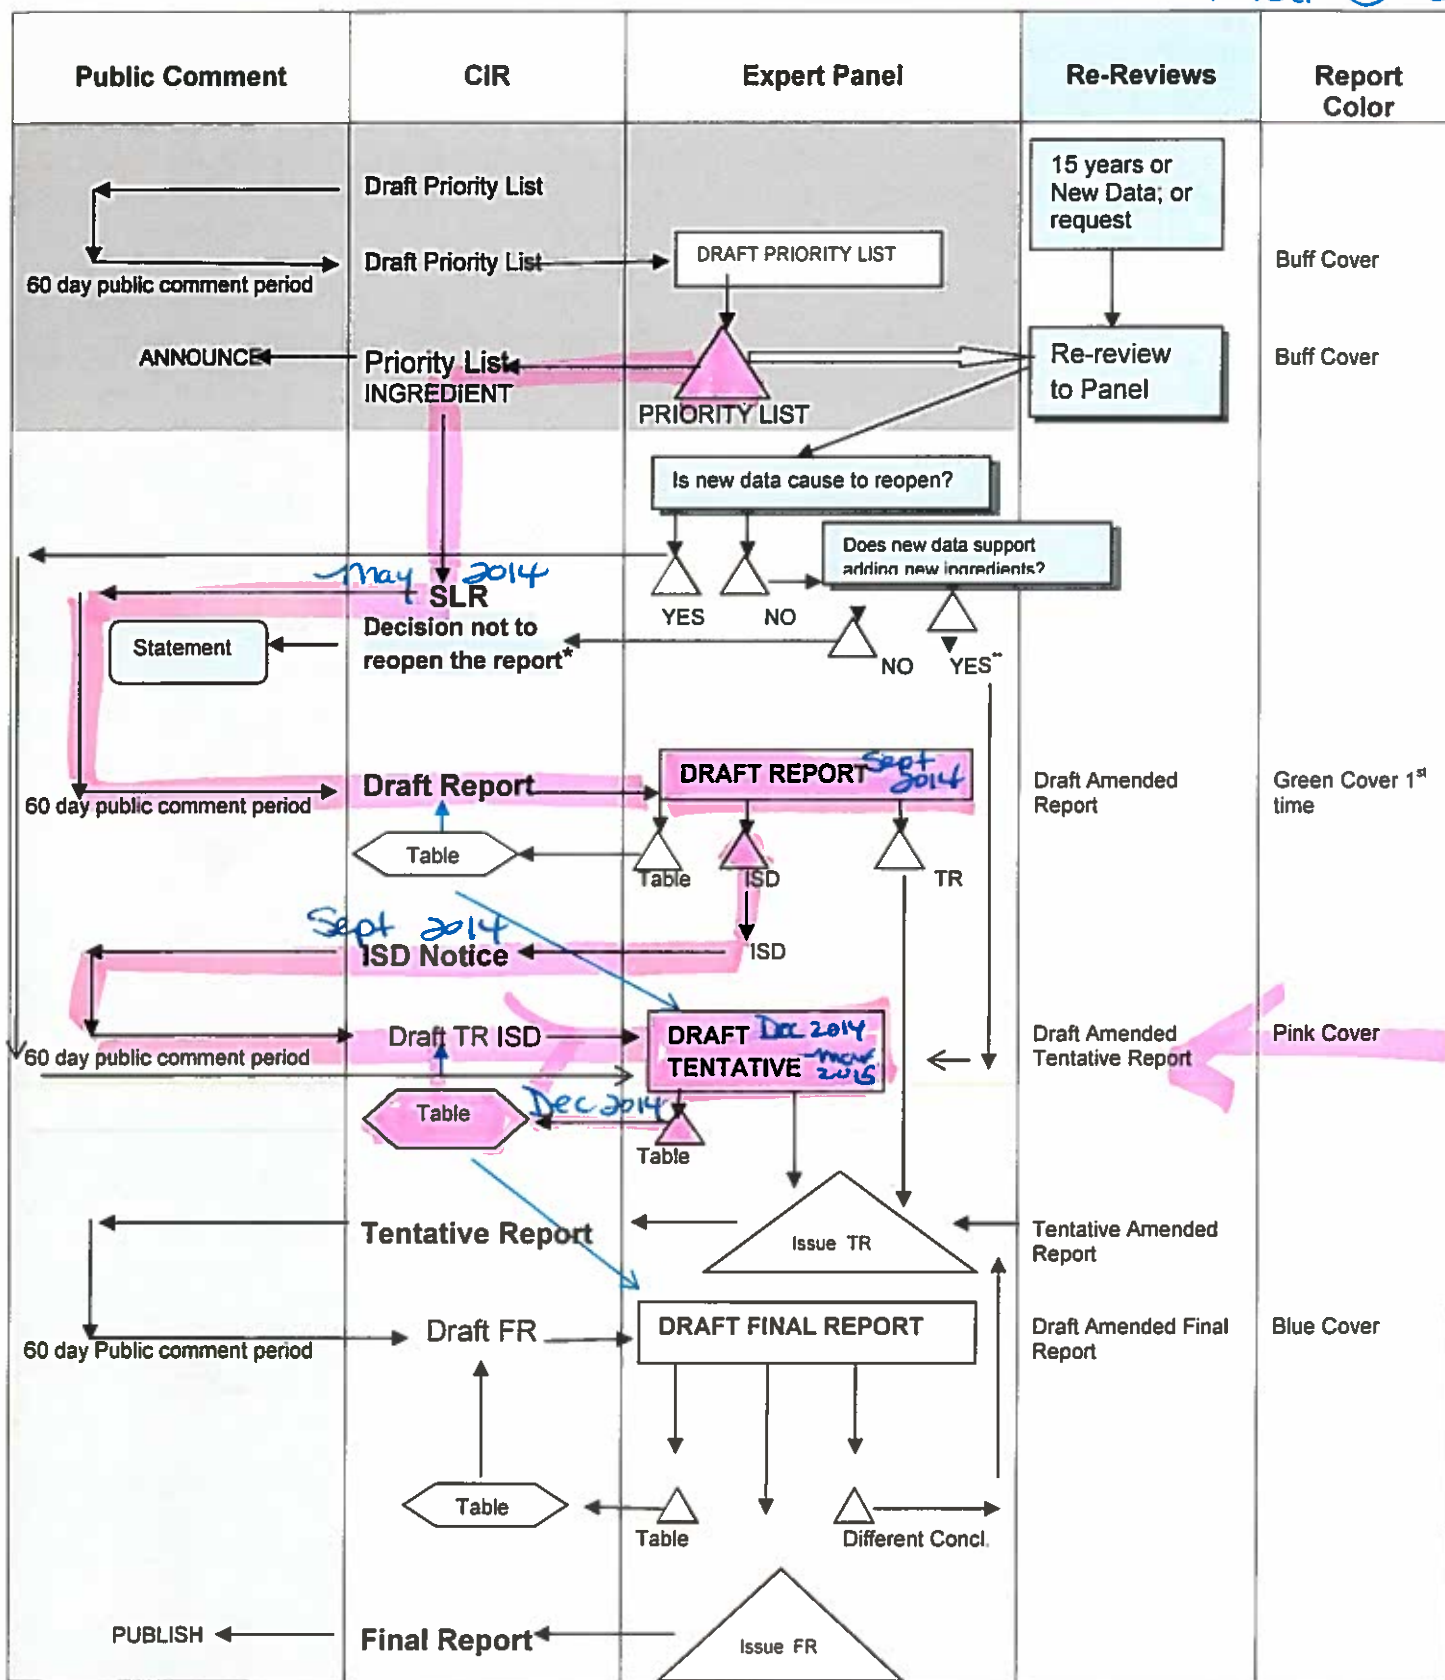 Public Comment
CIR
Expert Panel
Re-Reviews
Report
Color
Draft Priority List
15 years or
New Data; or
request
60 day public comment period
Draft Priority List
DRAFT PRIORITY LIST
Buff Cover
ANNOUNCE
Priority List
INGREDIENT
PRIORITY LIST
Re-review
to Panel
Buff Cover
Is new data cause to reopen?
Does new data support
adding new ingredients?
YES
NO
May 2014
SLR
Statement
Decision not to
reopen the report*
NO
YES**
60 day public comment period
Draft Report
DRAFT REPORT
Sept
2014
Draft Amended
Report
Green Cover 1st
time
Table
Table
ISD
TR
Sept 2014
ISD Notice
ISD
60 day public comment period
Draft TR ISD
DRAFT Dec 2014
TENTATIVE
2015
Draft Amended
Tentative Report
Pink Cover
Table
Dec 2014
Table
Tentative Report
Issue TR
Tentative Amended
Report
60 day Public comment period
Draft FR
DRAFT FINAL REPORT
Draft Amended Final
Report
Blue Cover
Table
Table
Different Concl.
PUBLISH
Final Report
Issue FR